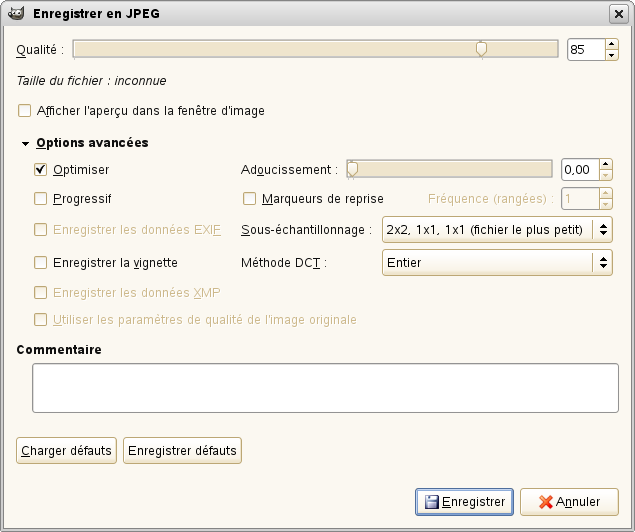 Enregistrer en JPEG
Qualité : 85
Taille du fichier : inconnue
Afficher l'aperçu dans la fenêtre d'image
Options avancées
Optimiser
Adoucissement : 0,00
Progressif
Marqueurs de reprise
Fréquence (rangées) : 1
Enregistrer les données EXIF
Sous-échantillonnage : 2x2, 1x1, 1x1 (fichier le plus petit)
Enregistrer la vignette
Méthode DCT : Entier
Enregistrer les données XMP
Utiliser les paramétres de qualité de l'image originale
Commentaire
Charger défauts
Enregistrer défauts
Enregistrer
Annuler